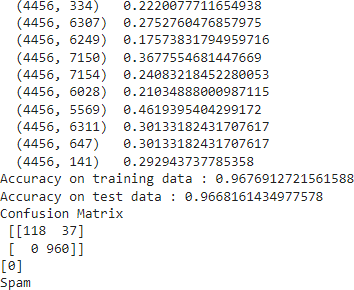 (4456, 334) 0.2220077711654938
(4456, 6307) 0.2752760476857975
(4456, 6249) 0.17573831794959716
(4456, 7150) 0.3677554681447669
(4456, 7154) 0.24083218452280053
(4456, 6028) 0.21034888000987115
(4456, 5569) 0.4619395404299172
(4456, 6311) 0.30133182431707617
(4456, 647) 0.30133182431707617
(4456, 141) 0.292943737785358
Accuracy on training data : 0.9676912721561588
Accuracy on test data : 0.9668161434977578
Confusion Matrix
[[118 37]
[ 0 960]]
[0]
Spam